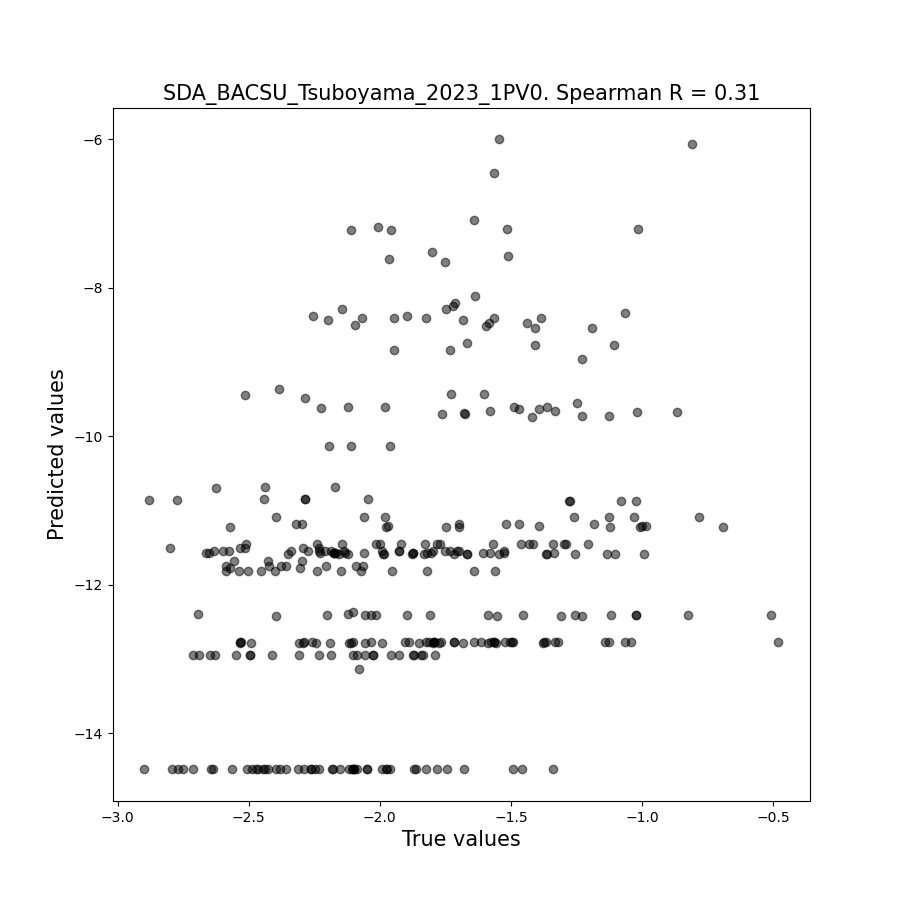 SDA_BACSU_Tsuboyama_2023_1PV0. Spearman R = 0.31
−6
−8
−10
−12
−14
Predicted values
−3.0 −2.5 −2.0 −1.5 −1.0 −0.5
True values